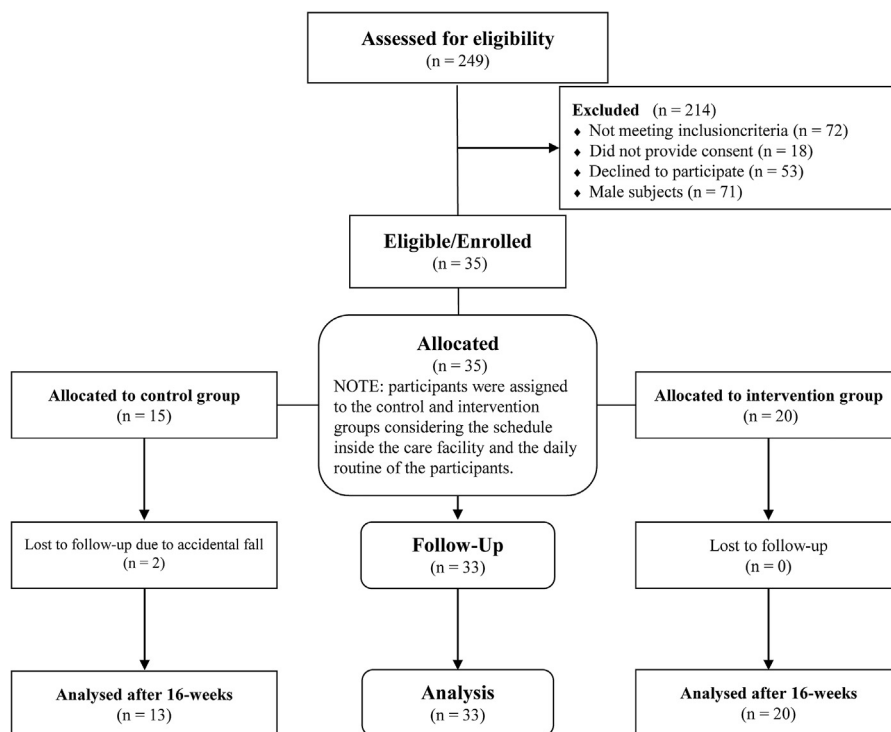 Assessed for eligibility
(n = 249)
Excluded (n = 214)
♦ Not meeting inclusioncriteria (n = 72)
♦ Did not provide consent (n = 18)
♦ Declined to participate (n = 53)
♦ Male subjects (n = 71)
Eligible/Enrolled
(n = 35)
Allocated
(n = 35)
NOTE: participants were assigned
to the control and intervention
groups considering the schedule
inside the care facility and the daily
routine of the participants.
Allocated to control group
(n = 15)
Allocated to intervention group
(n = 20)
Lost to follow-up due to accidental fall
(n = 2)
Follow-Up
(n = 33)
Lost to follow-up
(n = 0)
Analysed after 16-weeks
(n = 13)
Analysis
(n = 33)
Analysed after 16-weeks
(n = 20)